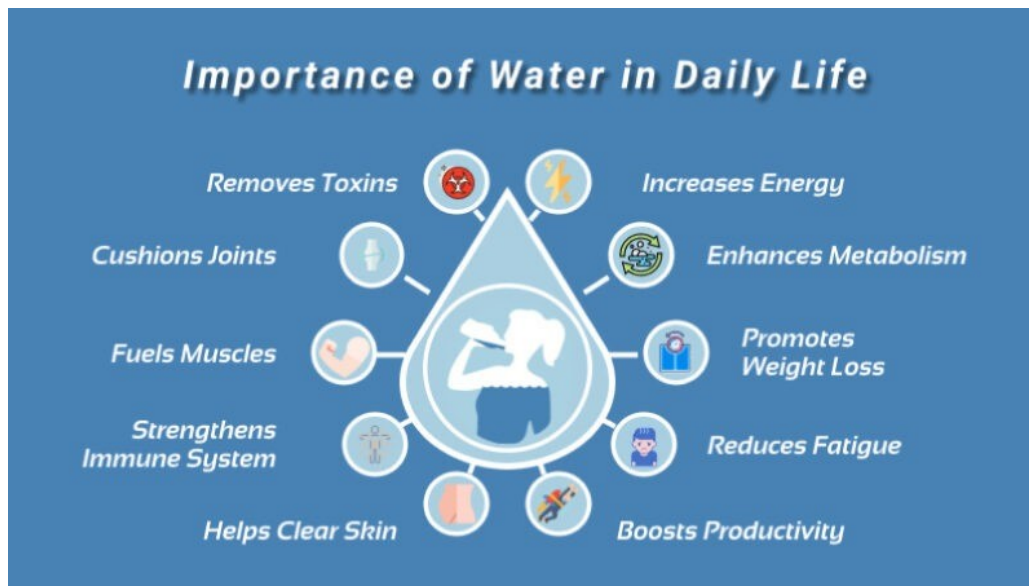 Importance of Water in Daily Life
Removes Toxins
Increases Energy
Cushions Joints
Enhances Metabolism
Fuels Muscles
Promotes
Weight Loss
Strengthens
Immune System
Reduces Fatigue
Helps Clear Skin
Boosts Productivity